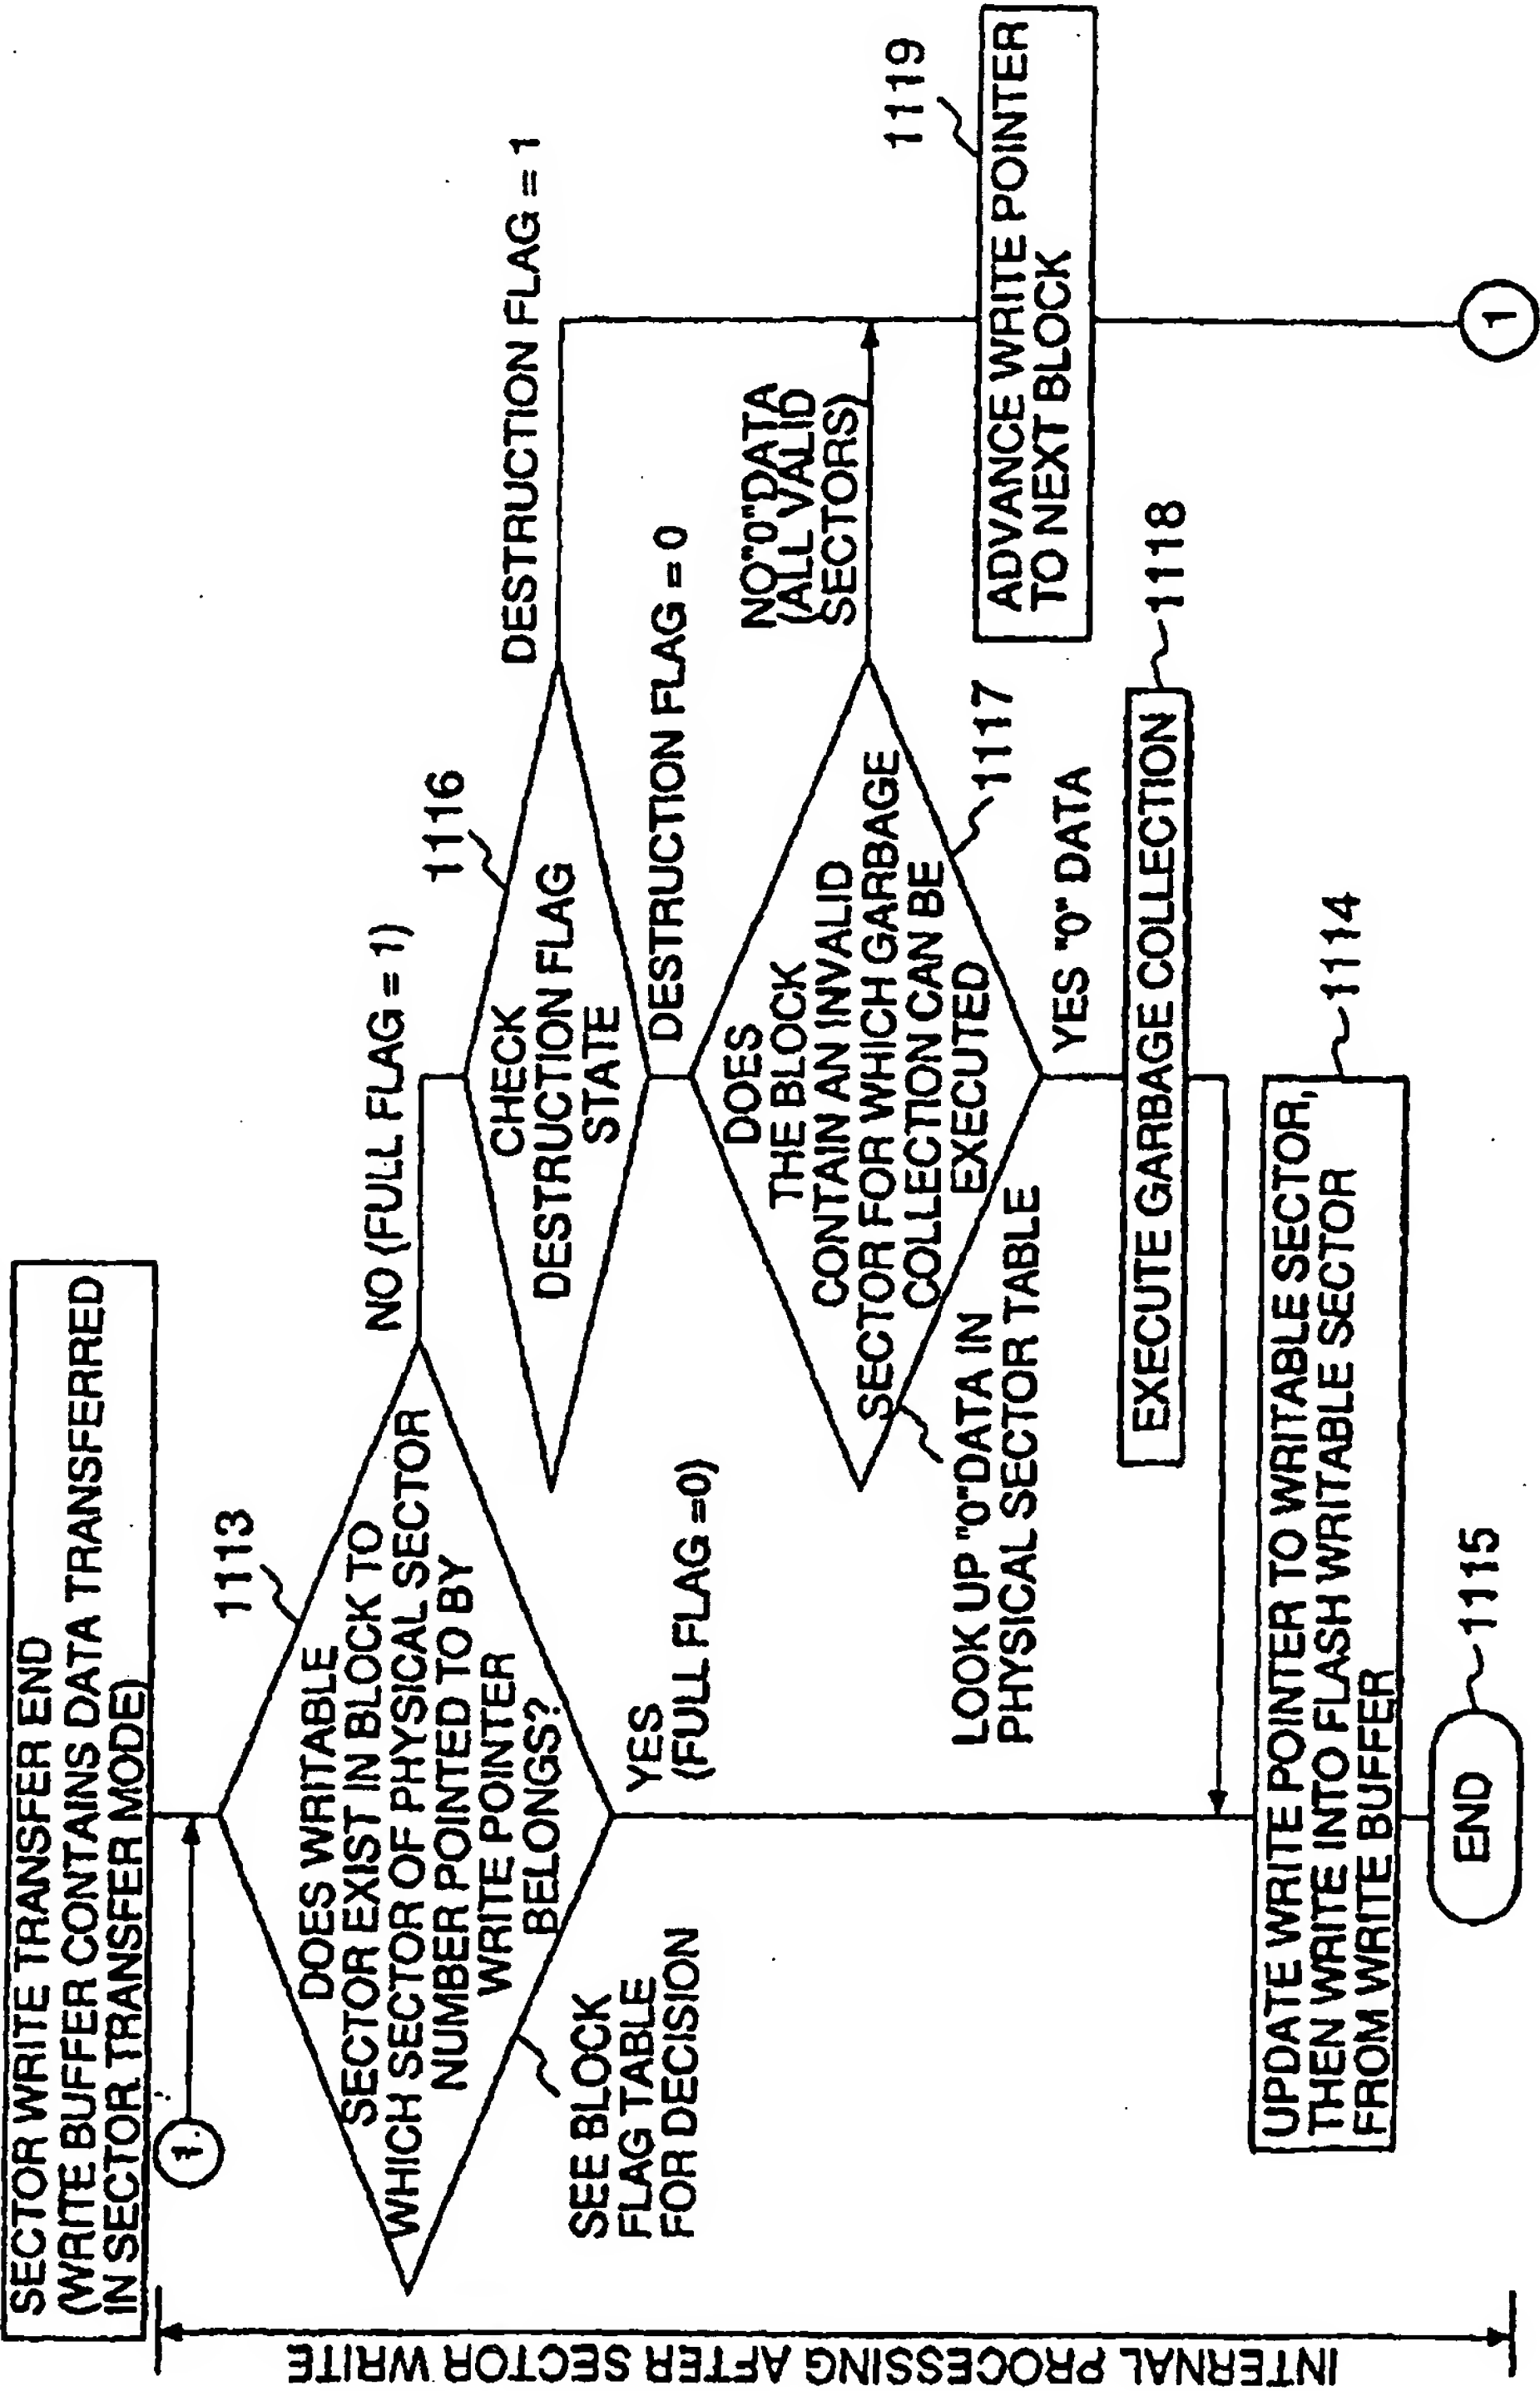 SECTOR WRITE TRANSFER END
(WRITE BUFFER CONTAINS DATA TRANSFERRED
IN SECTOR TRANSFER MODE)
1
1113
DOES WRITABLE
SECTOR EXIST IN BLOCK TO
WHICH SECTOR OF PHYSICAL SECTOR
NUMBER POINTED TO BY
WRITE POINTER
BELONGS?
NO (FULL FLAG = 1)
SEE BLOCK
FLAG TABLE
FOR DECISION
YES
(FULL FLAG =0)
1116
CHECK
DESTRUCTION FLAG
STATE
DESTRUCTION FLAG = 1
DESTRUCTION FLAG = 0
DOES
THE BLOCK
CONTAIN AN INVALID
SECTOR FOR WHICH GARBAGE
COLLECTION CAN BE
EXECUTED
NO"0"DATA
(ALL VALID
SECTORS)
1117
LOOK UP "0"DATA IN
PHYSICAL SECTOR TABLE
YES "0" DATA
1119
ADVANCE WRITE POINTER
TO NEXT BLOCK
1118
EXECUTE GARBAGE COLLECTION
1114
UPDATE WRITE POINTER TO WRITABLE SECTOR,
THEN WRITE INTO FLASH WRITABLE SECTOR
FROM WRITE BUFFER
END
1115
1
INTERNAL PROCESSING AFTER SECTOR WRITE